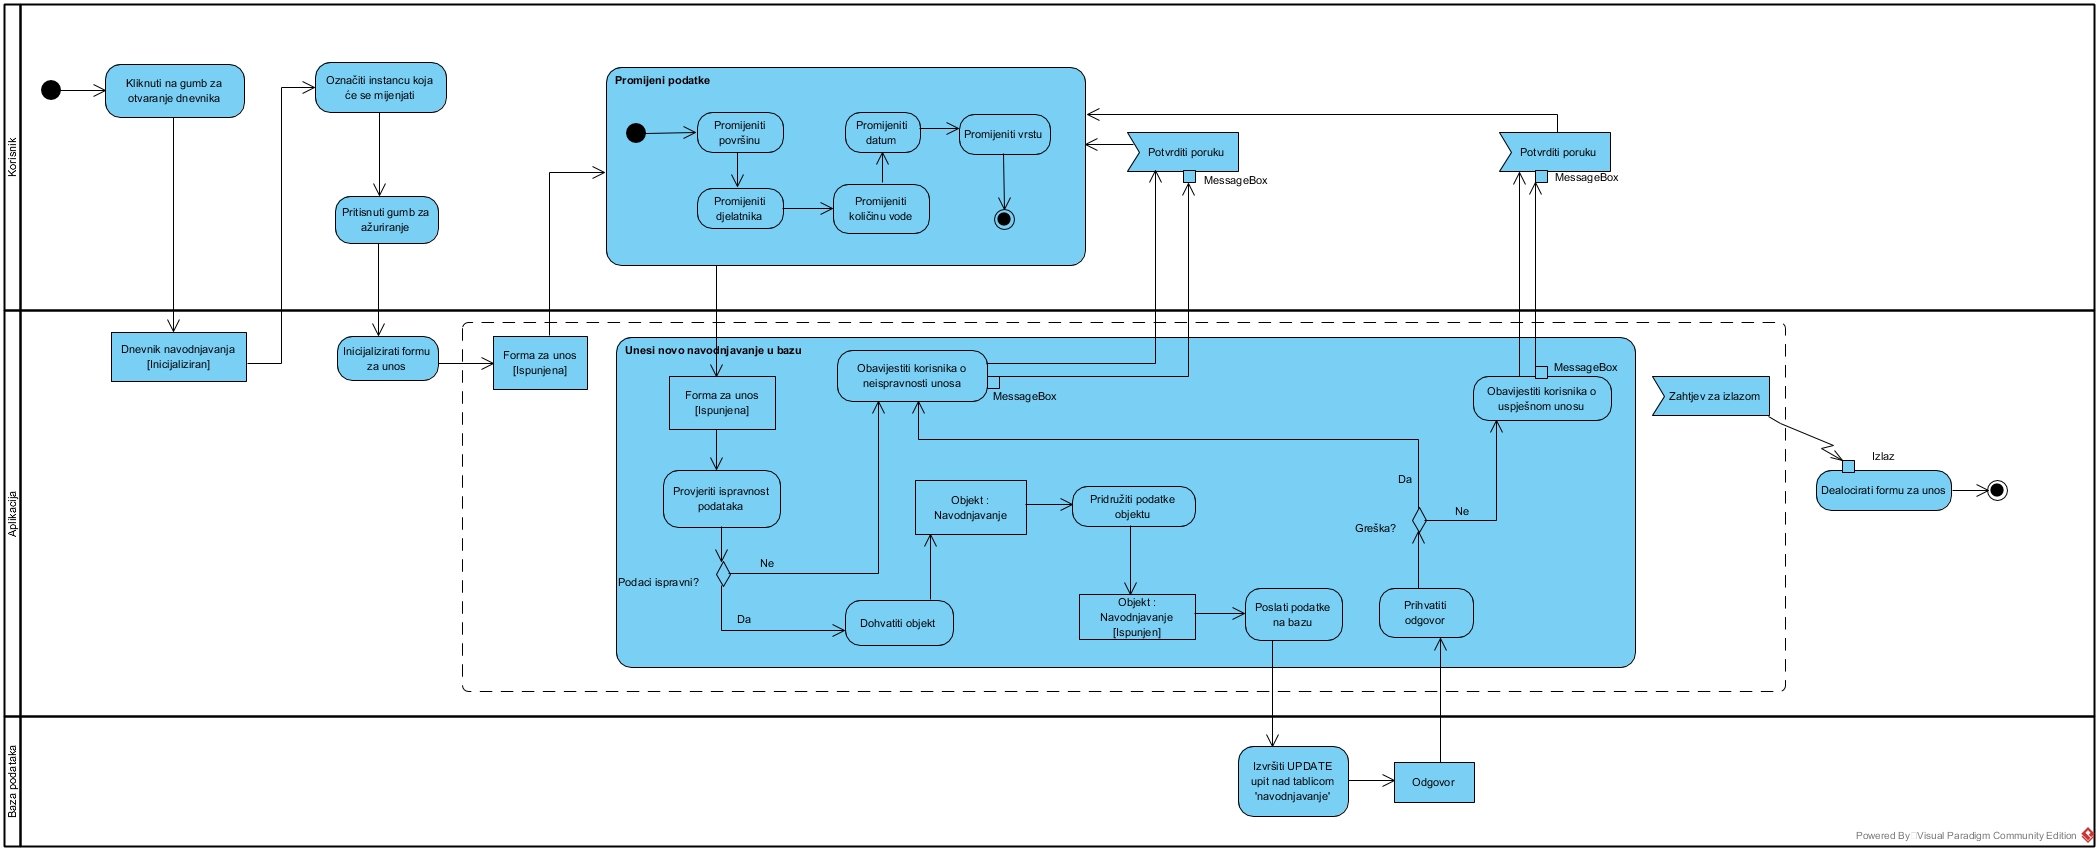 Korisnik
Kliknuti na gumb za
otvaranje dnevnika
Označiti instancu koja
će se mijenjati
Pritisnuti gumb za
ažuriranje
Promijeni podatke
Promijeniti
površinu
Promijeniti
djelatnika
Promijeniti
količinu vode
Promijeniti
datum
Promijeniti vrstu
Potvrditi poruku
MessageBox
Potvrditi poruku
MessageBox
Aplikacija
Dnevnik navodnjavanja
[Inicijaliziran]
Inicijalizirati formu
za unos
Forma za unos
[Ispunjena]
Unesi novo navodnjavanje u bazu
Forma za unos
[Ispunjena]
Obavijestiti korisnika o
neispravnosti unosa
MessageBox
Provjeriti ispravnost
podataka
Podaci ispravni?
Ne
Da
Dohvatiti objekt
Objekt :
Navodnjavanje
Pridružiti podatke
objektu
Objekt :
Navodnjavanje
[Ispunjen]
Poslati podatke
na bazu
Prihvatiti
odgovor
Greška?
Da
Ne
MessageBox
Obavijestiti korisnika o
uspješnom unosu
Zahtjev za izlazom
Izlaz
Dealocirati formu za unos
Baza podataka
Izvršiti UPDATE
upit nad tablicom
'navodnjavanje'
Odgovor
Powered By Visual Paradigm Community Edition